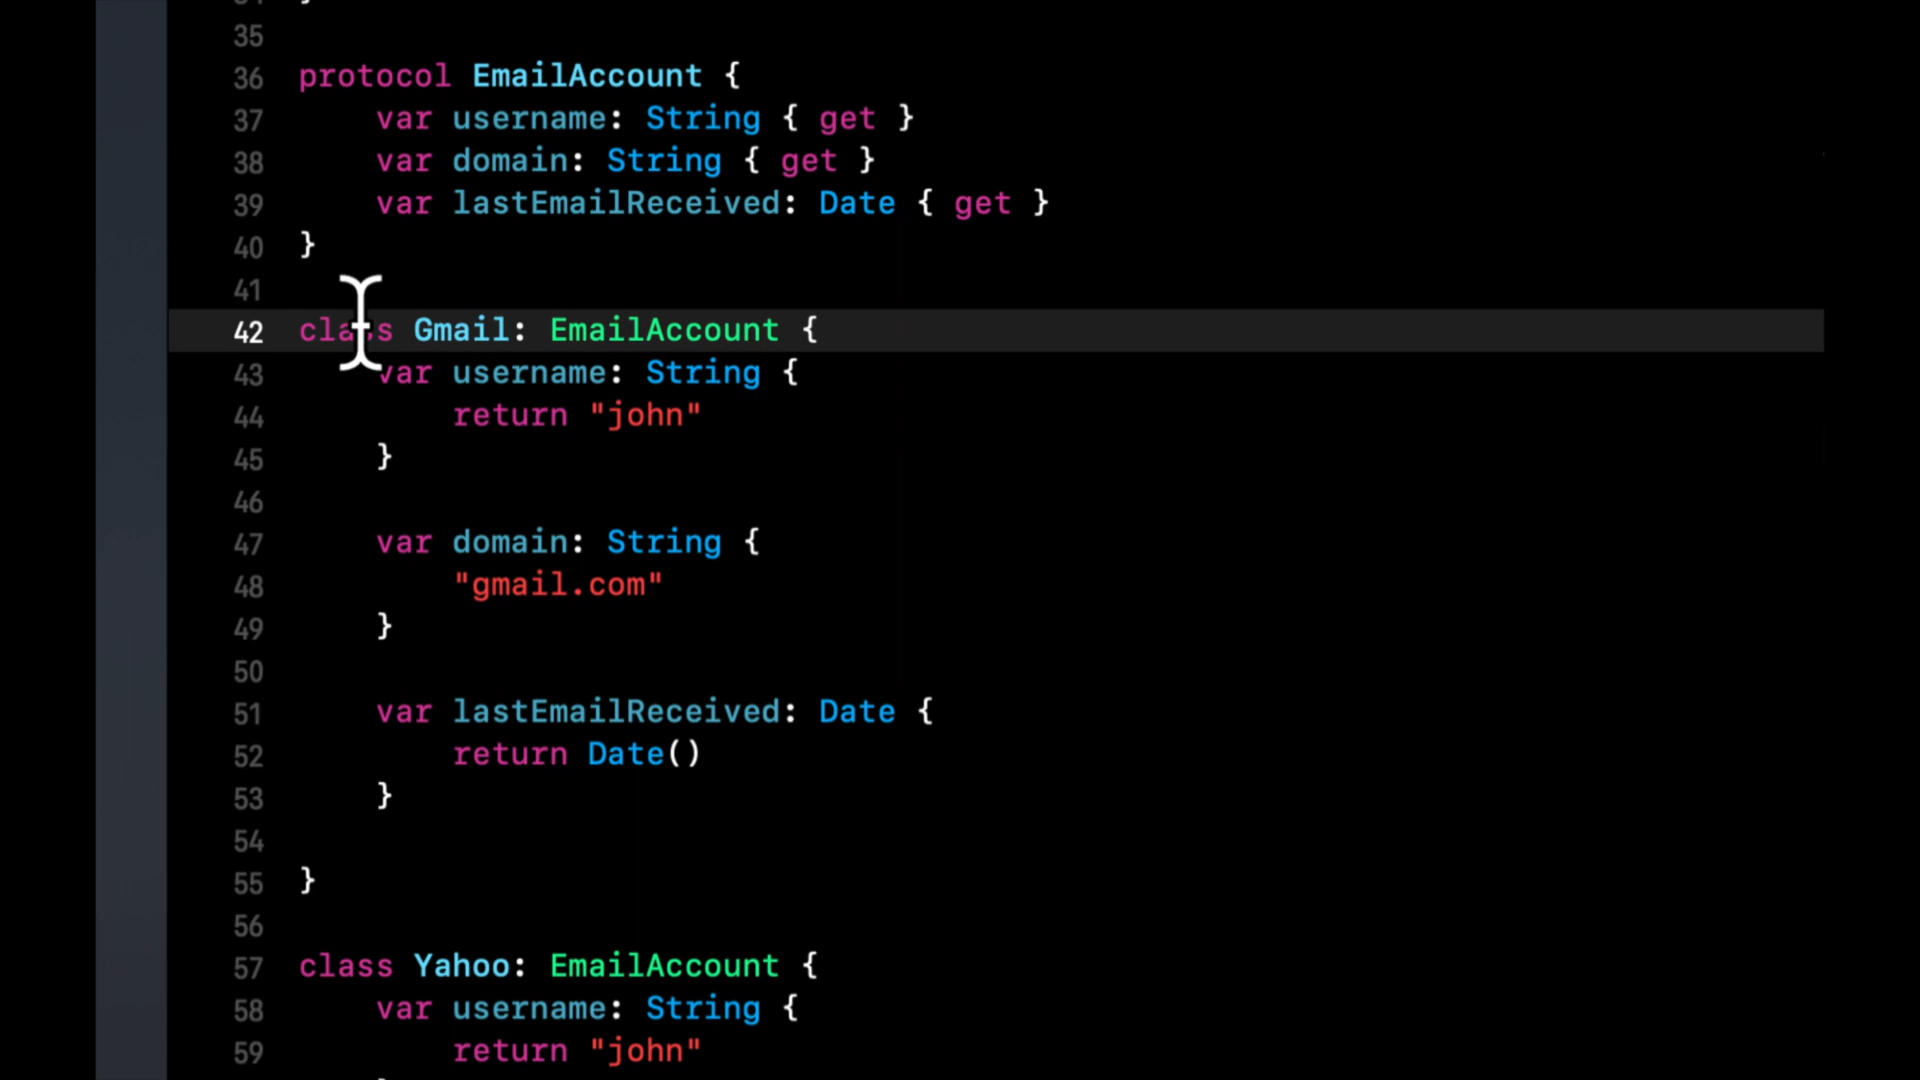 35
36 protocol EmailAccount {
37     var username: String { get }
38     var domain: String { get }
39     var lastEmailReceived: Date { get }
40 }
41
42 class Gmail: EmailAccount {
43     var username: String {
44         return "john"
45     }
46
47     var domain: String {
48         "gmail.com"
49     }
50
51     var lastEmailReceived: Date {
52         return Date()
53     }
54
55 }
56
57 class Yahoo: EmailAccount {
58     var username: String {
59         return "john"